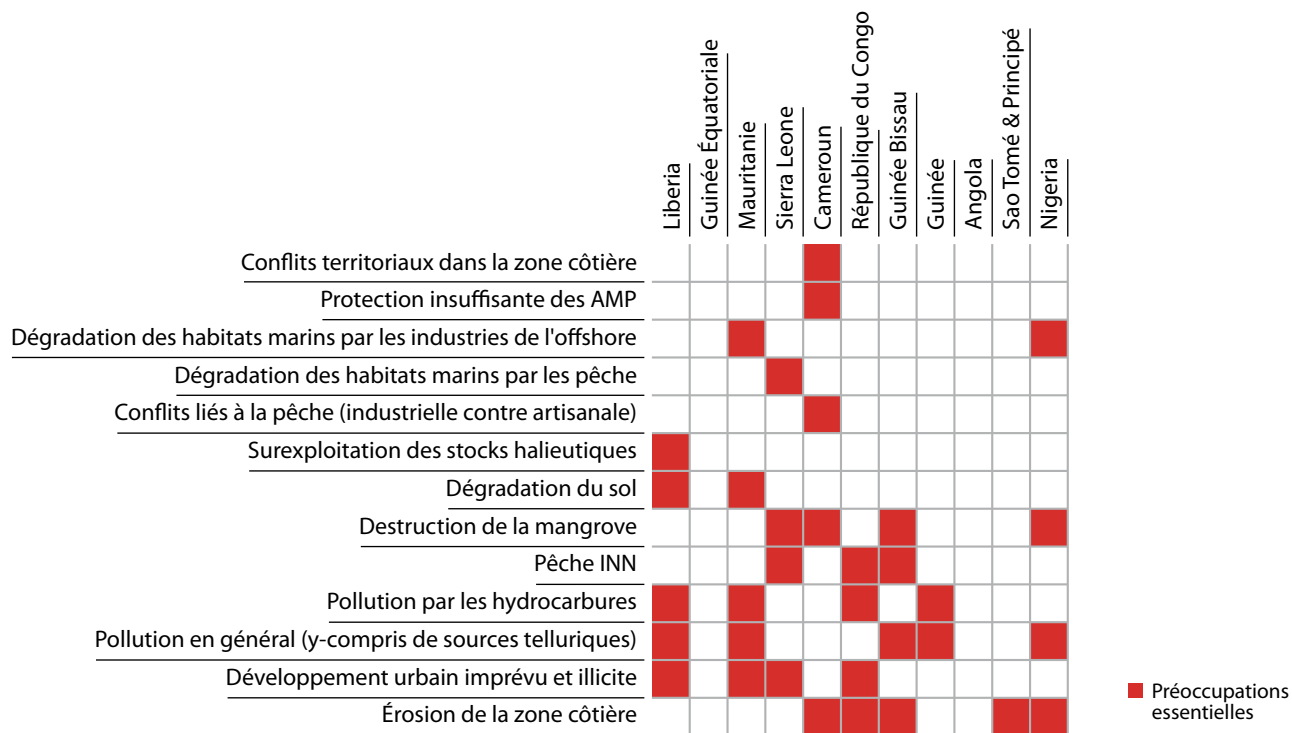 Liberia
Guinée Équatoriale
Mauritanie
Sierra Leone
Cameroun
République du Congo
Guinée Bissau
Guinée
Angola
Sao Tomé & Principé
Nigeria
Conflits territoriaux dans la zone côtière
Protection insuffisante des AMP
Dégradation des habitats marins par les industries de l'offshore
Dégradation des habitats marins par les pêche
Conflits liés à la pêche (industrielle contre artisanale)
Surexploitation des stocks halieutiques
Dégradation du sol
Destruction de la mangrove
Pêche INN
Pollution par les hydrocarbures
Pollution en général (y-compris de sources telluriques)
Développement urbain imprévu et illicite
Érosion de la zone côtière
Préoccupations
essentielles